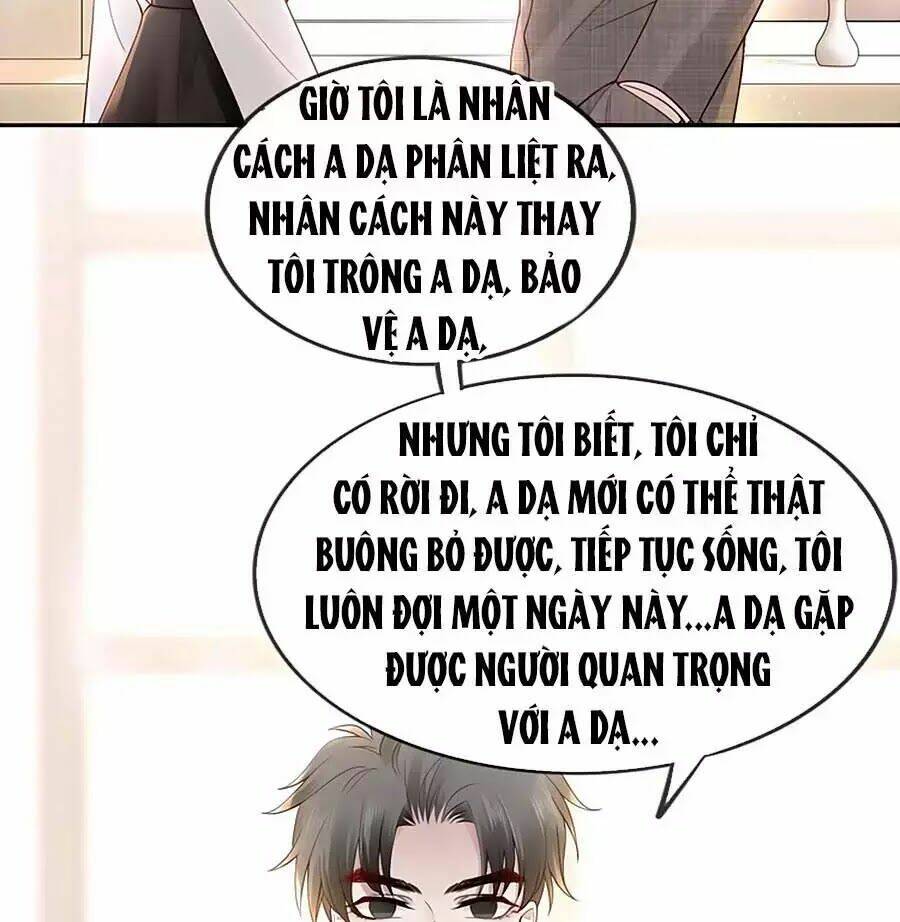 GIỜ TÔI LÀ NHÂN
CÁCH A DẠ PHÂN LIỆT RA,
NHÂN CÁCH NÀY THAY
TÔI TRÔNG A DẠ, BẢO
VỆ A DẠ,
NHƯNG TÔI BIẾT, TÔI CHỈ
CÓ RỜI ĐI, A DẠ MỚI CÓ THỂ THẬT
BUÔNG BỎ ĐƯỢC, TIẾP TỤC SỐNG, TÔI
LUÔN ĐỢI MỘT NGÀY NÀY...A DẠ GẶP
ĐƯỢC NGƯỜI QUAN TRỌNG
VỚI A DẠ...